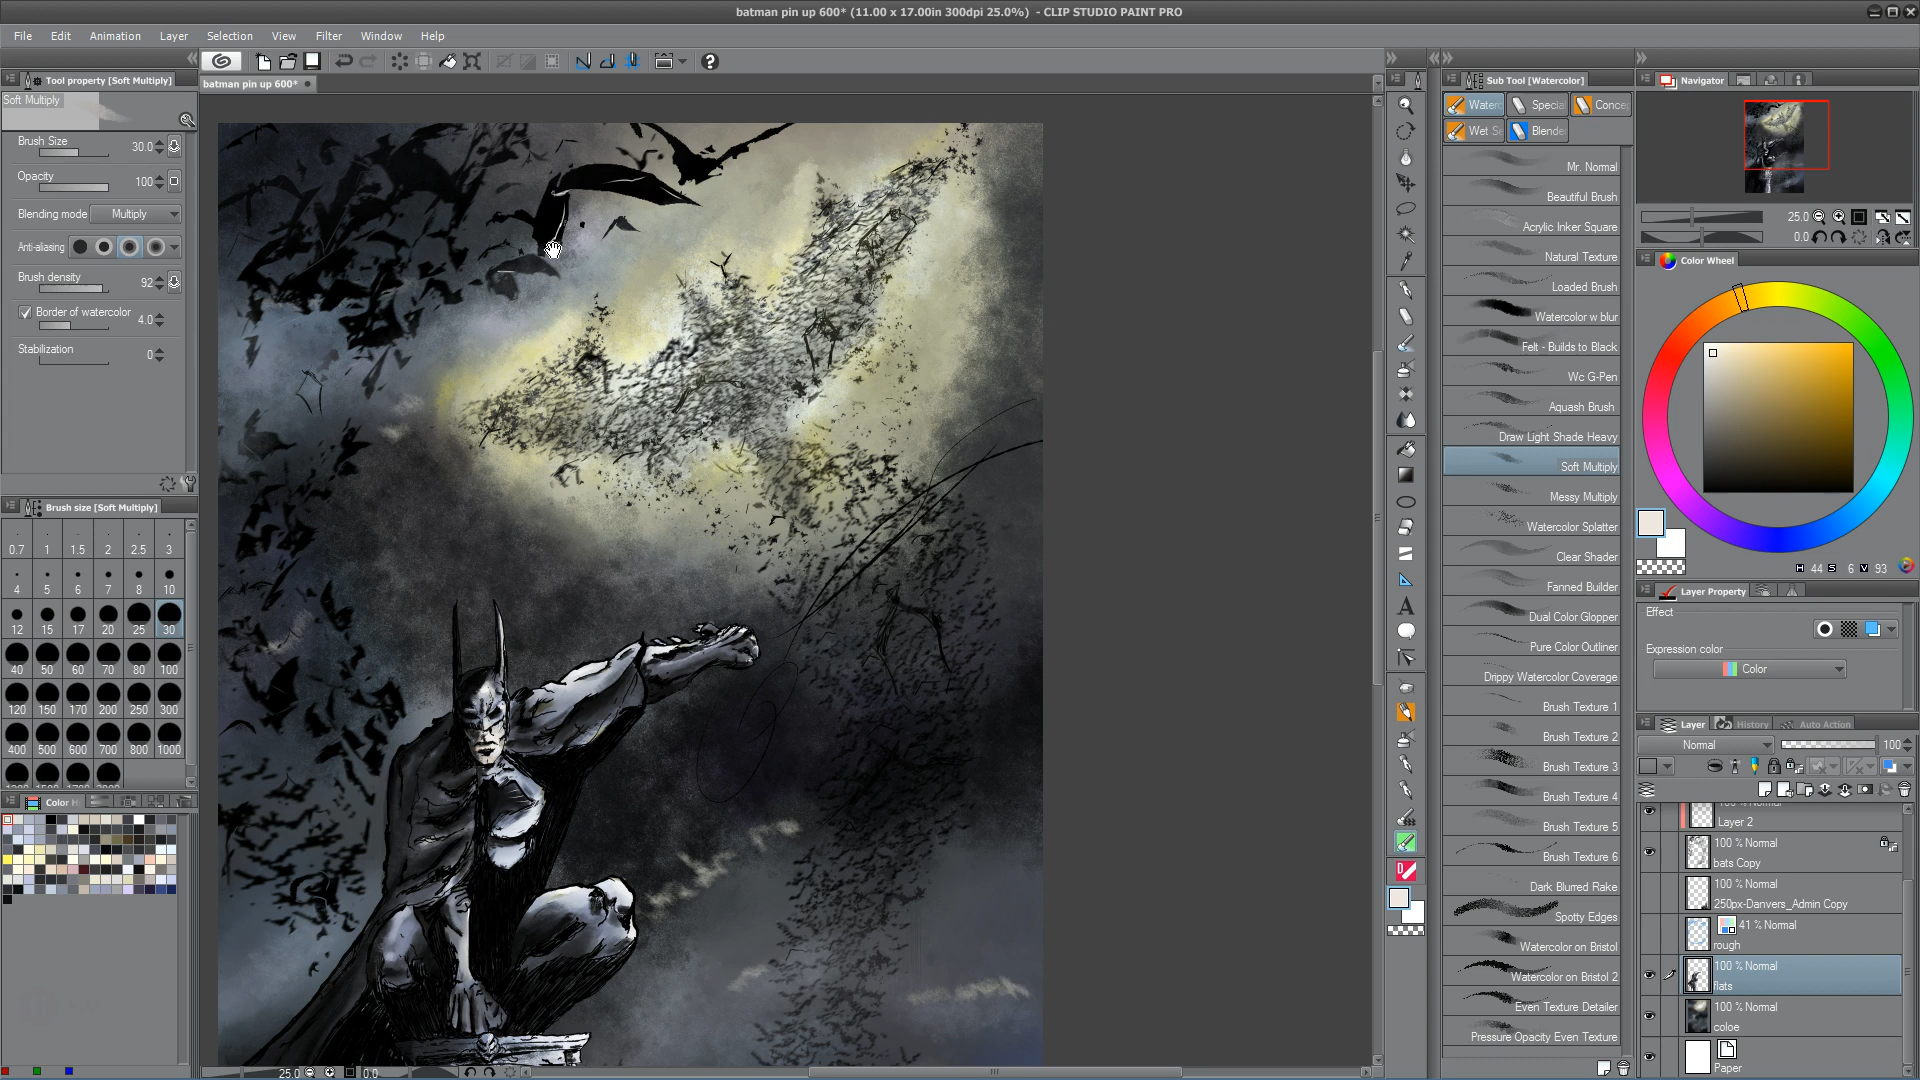 batman pin up 600* (11.00 x 17.00in 300dpi 25.0%) - CLIP STUDIO PAINT PRO
File Edit Animation Layer Selection View Filter Window Help
Tool property [Soft Multiply]
Soft Multiply
Brush Size 30.0
Opacity 100
Blending mode Multiply
Anti-aliasing
Brush density 92
Border of watercolor 4.0
Stabilization 0
Brush size [Soft Multiply]
0.7 1 1.5 2 2.5 3
4 5 6 7 8 10
12 15 17 20 25 30
40 50 60 70 80 100
120 150 170 200 250 300
400 500 600 700 800 1000
Color H
batman pin up 600*
25.0 0.0
Sub Tool [Watercolor]
Waterc Special Conce
Wet S Blende
Mr. Normal
Beautiful Brush
Acrylic Inker Square
Natural Texture
Loaded Brush
Watercolor w blur
Felt - Builds to Black
Wc G-Pen
Aquash Brush
Draw Light Shade Heavy
Soft Multiply
Messy Multiply
Watercolor Splatter
Clear Shader
Fanned Builder
Dual Color Glopper
Pure Color Outliner
Drippy Watercolor Coverage
Brush Texture 1
Brush Texture 2
Brush Texture 3
Brush Texture 4
Brush Texture 5
Brush Texture 6
Dark Blurred Rake
Spotty Edges
Watercolor on Bristol
Watercolor on Bristol 2
Even Texture Detailer
Pressure Opacity Even Texture
Navigator
25.0
0.0
Color Wheel
H 44 S 6 V 93
Layer Property
Effect
Expression color
Color
Layer History Auto Action
Normal 100
Layer 2
100 % Normal
bats Copy
100 % Normal
250px-Danvers_Admin Copy
41 % Normal
rough
100 % Normal
flats
100 % Normal
coloe
Paper